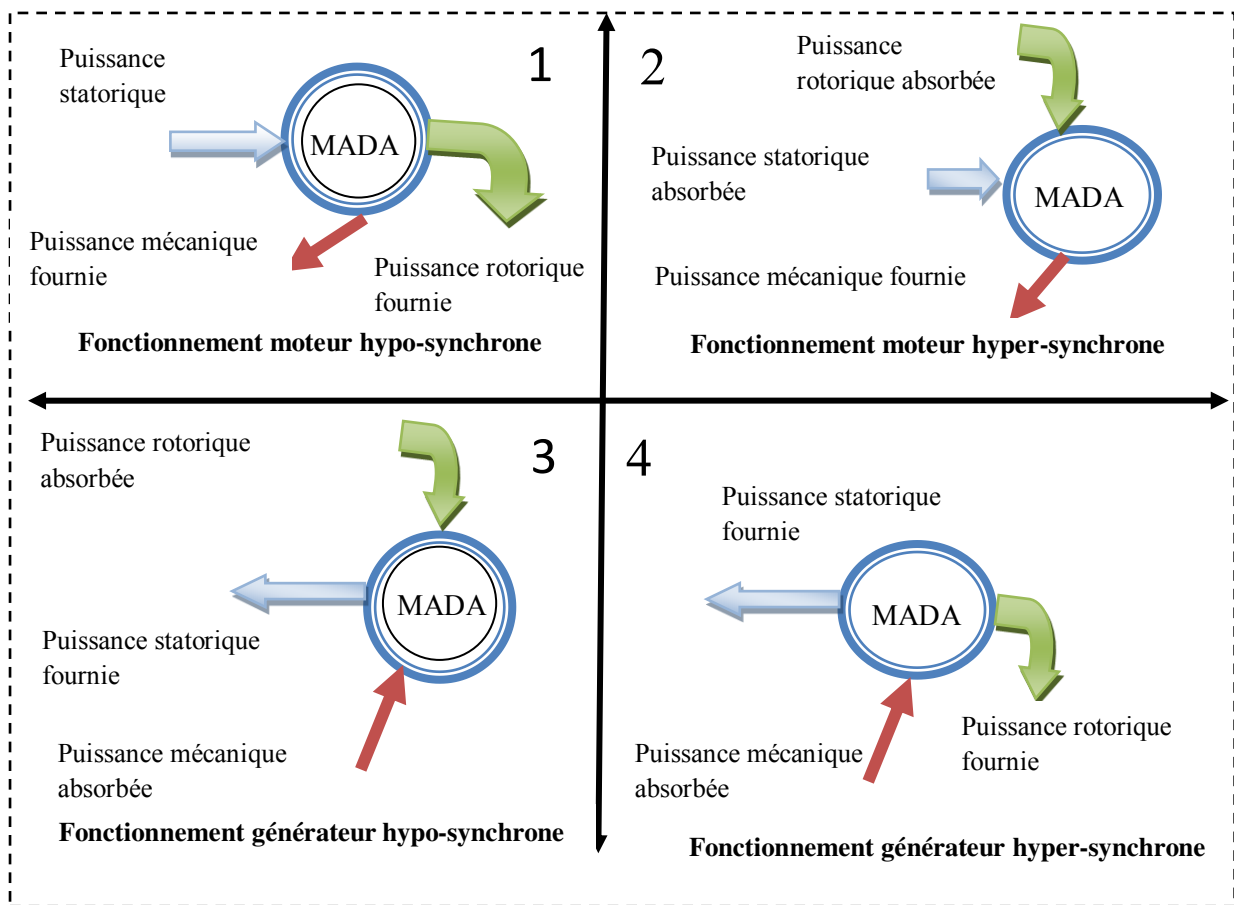 1
Puissance
statorique
MADA
Puissance mécanique
fournie
Puissance rotorique
fournie
Fonctionnement moteur hypo-synchrone
2
Puissance
rotorique absorbée
Puissance statorique
absorbée
MADA
Puissance mécanique fournie
Fonctionnement moteur hyper-synchrone
3
Puissance rotorique
absorbée
MADA
Puissance statorique
fournie
Puissance mécanique
absorbée
Fonctionnement générateur hypo-synchrone
4
Puissance statorique
fournie
MADA
Puissance mécanique
absorbée
Puissance rotorique
fournie
Fonctionnement générateur hyper-synchrone